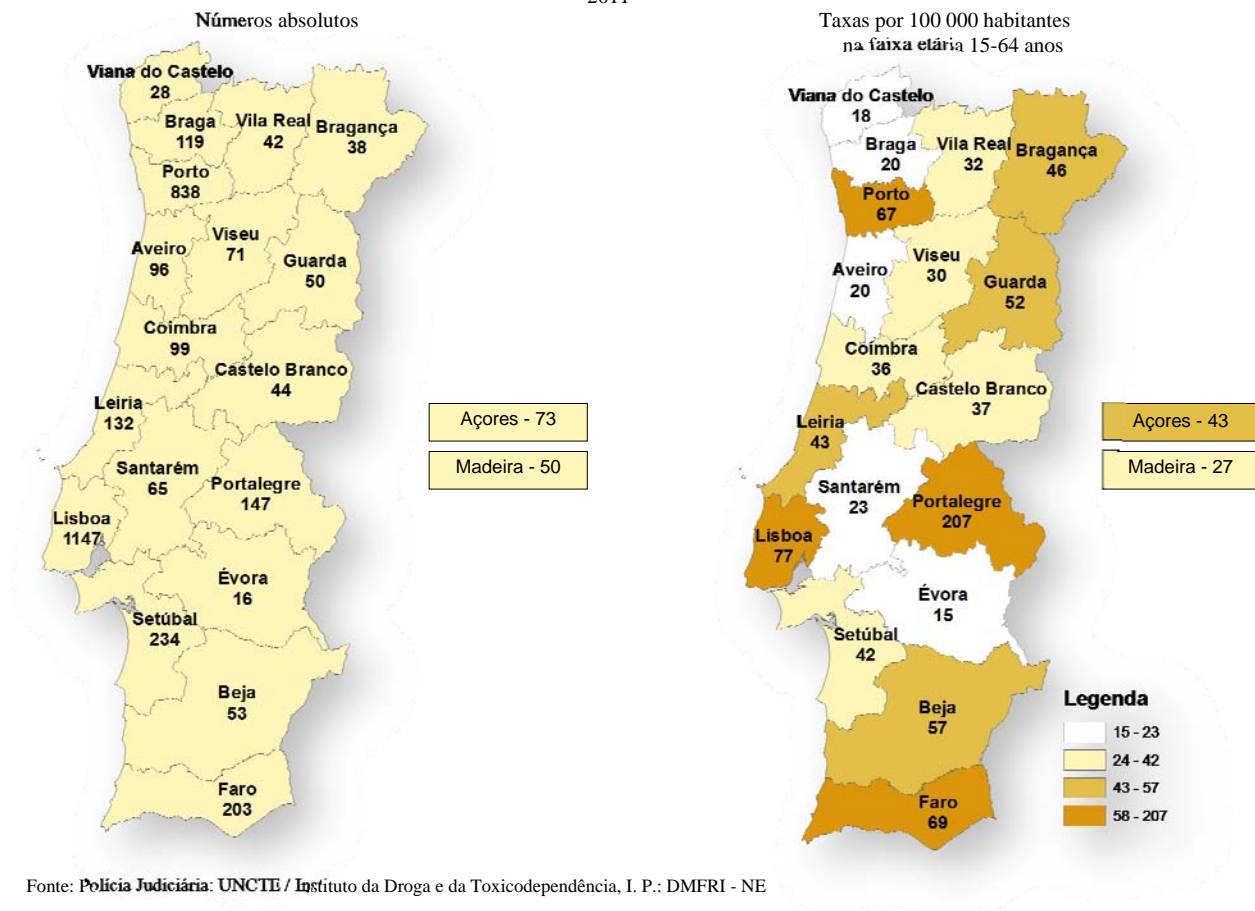 2011
Números absolutos
Viana do Castelo
28
Braga
119
Vila Real
42
Bragança
38
Porto
838
Aveiro
96
Viseu
71
Guarda
50
Coimbra
99
Castelo Branco
44
Leiria
132
Santarém
65
Portalegre
147
Lisboa
1147
Évora
16
Setúbal
234
Beja
53
Faro
203
Açores - 73
Madeira - 50
Taxas por 100 000 habitantes
na faixa etária 15-64 anos
Viana do Castelo
18
Braga
20
Vila Real
32
Bragança
46
Porto
67
Aveiro
20
Viseu
30
Guarda
52
Coimbra
36
Castelo Branco
37
Leiria
43
Santarém
23
Portalegre
207
Lisboa
77
Évora
15
Setúbal
42
Beja
57
Faro
69
Açores - 43
Madeira - 27
Legenda
15 - 23
24 - 42
43 - 57
58 - 207
Fonte: Polícia Judiciária: UNCTE / Instituto da Droga e da Toxicodependência, I. P.: DMFRI - NE